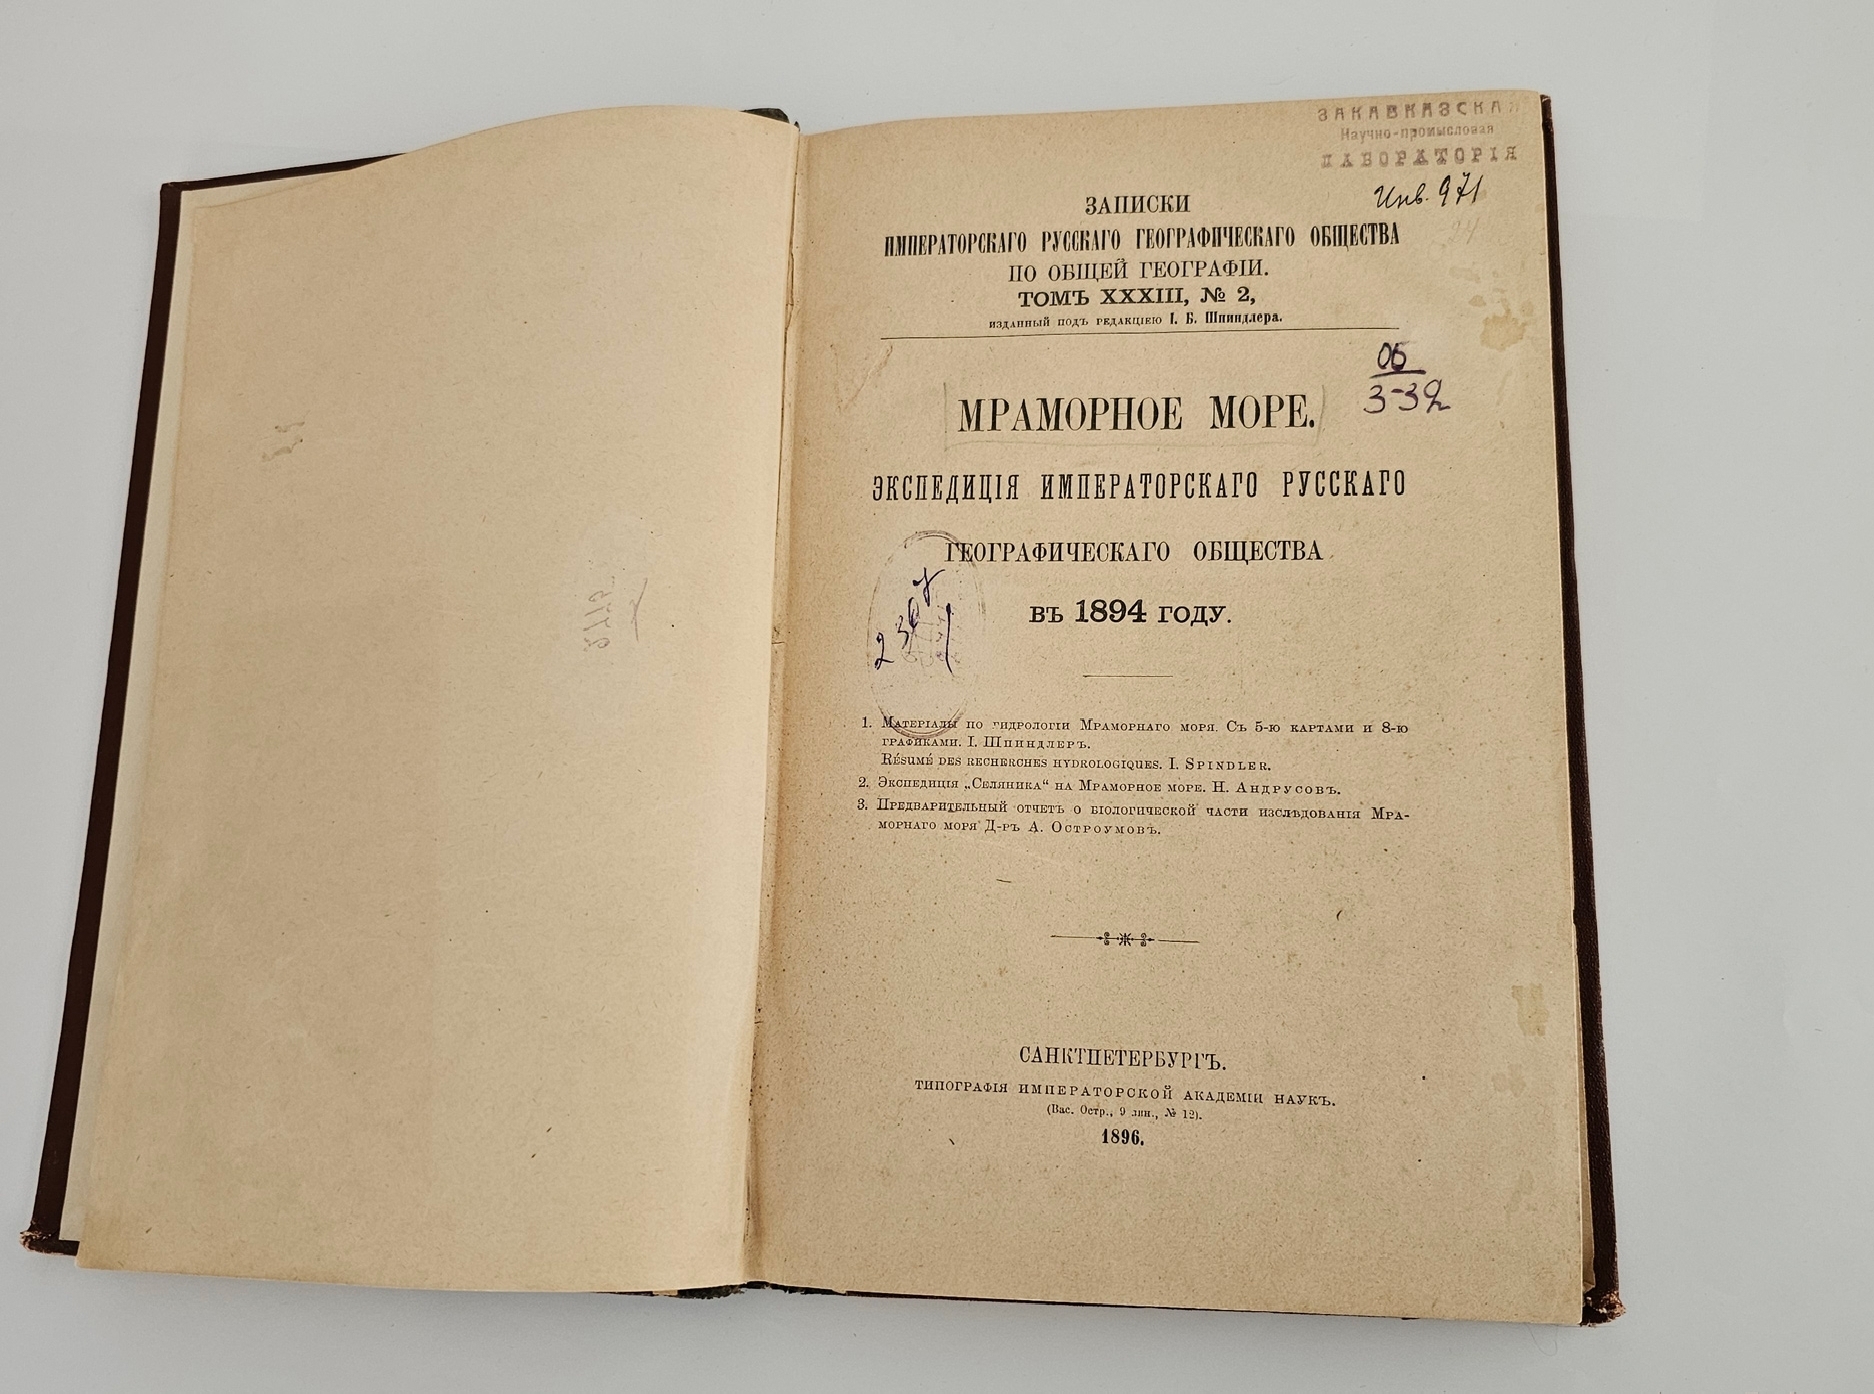 ЗАКАВКАЗСКАЯ
Научно-промысловая
ЛАБОРАТОРІЯ
Инв. 971
ЗАПИСКИ
ИМПЕРАТОРСКАГО РУССКАГО ГЕОГРАФИЧЕСКАГО ОБЩЕСТВА
ПО ОБЩЕЙ ГЕОГРАФІИ.
ТОМЪ XXXIII, № 2,
ИЗДАННЫЙ ПОДЪ РЕДАКЦІЕЮ І. Б. Шпиндлера.
05
3-32
МРАМОРНОЕ МОРЕ.
ЭКСПЕДИЦІЯ ИМПЕРАТОРСКАГО РУССКАГО
ГЕОГРАФИЧЕСКАГО ОБЩЕСТВА
ВЪ 1894 ГОДУ.
1. Матеріалы по гидрологіи Мраморнаго моря. Съ 5-ю картами и 8-ю
графиками. І. Шпиндлеръ.
Résumé des recherches hydrologiques. I. Spindler.
2. Экспедиція „Селяника“ на Мраморное море. Н. Андрусовъ.
3. Предварительный отчетъ о біологической части изслѣдованія Мра-
морнаго моря Д-ръ А. Остроумовъ.
САНКТПЕТЕРБУРГЪ.
ТИПОГРАФІЯ ИМПЕРАТОРСКОЙ АКАДЕМІИ НАУКЪ.
(Вас. Остр., 9 лин., № 12).
1896.